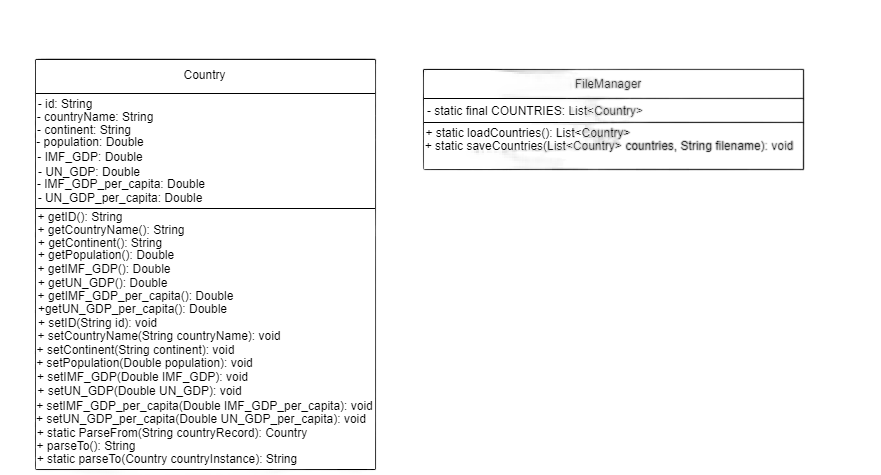 Country
- id: String
- countryName: String
- continent: String
- population: Double
- IMF_GDP: Double
- UN_GDP: Double
- IMF_GDP_per_capita: Double
- UN_GDP_per_capita: Double
+ getID(): String
+ getCountryName(): String
+ getContinent(): String
+ getPopulation(): Double
+ getIMF_GDP(): Double
+ getUN_GDP(): Double
+ getIMF_GDP_per_capita(): Double
+getUN_GDP_per_capita(): Double
+ setID(String id): void
+ setCountryName(String countryName): void
+ setContinent(String continent): void
+ setPopulation(Double population): void
+ setIMF_GDP(Double IMF_GDP): void
+ setUN_GDP(Double UN_GDP): void
+ setIMF_GDP_per_capita(Double IMF_GDP_per_capita): void
+ setUN_GDP_per_capita(Double UN_GDP_per_capita): void
+ static ParseFrom(String countryRecord): Country
+ parseTo(): String
+ static parseTo(Country countryInstance): String
FileManager
- static final COUNTRIES: List<Country>
+ static loadCountries(): List<Country>
+ static saveCountries(List<Country> countries, String filename): void